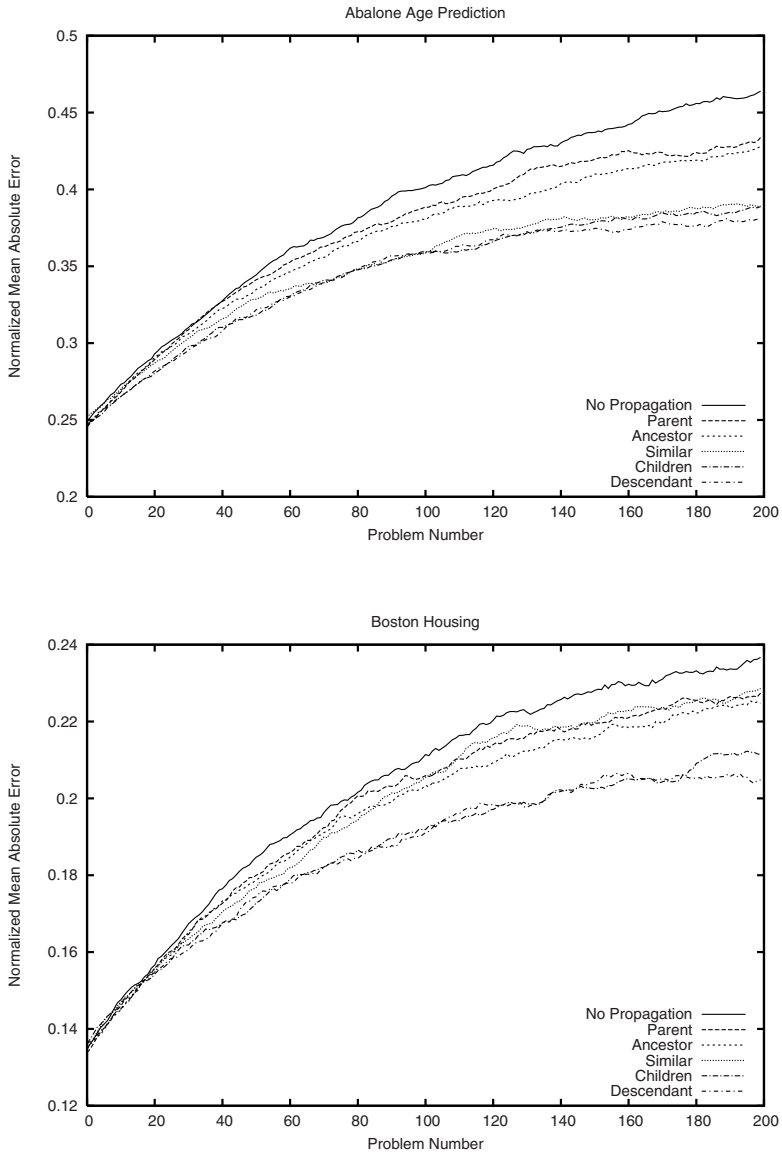 Abalone Age Prediction
0.5
0.45
0.4
0.35
0.3
0.25
0.2
Normalized Mean Absolute Error
No Propagation
Parent
Ancestor
Similar
Children
Descendant
0 20 40 60 80 100 120 140 160 180 200
Problem Number
Boston Housing
0.24
0.22
0.2
0.18
0.16
0.14
0.12
Normalized Mean Absolute Error
No Propagation
Parent
Ancestor
Similar
Children
Descendant
0 20 40 60 80 100 120 140 160 180 200
Problem Number